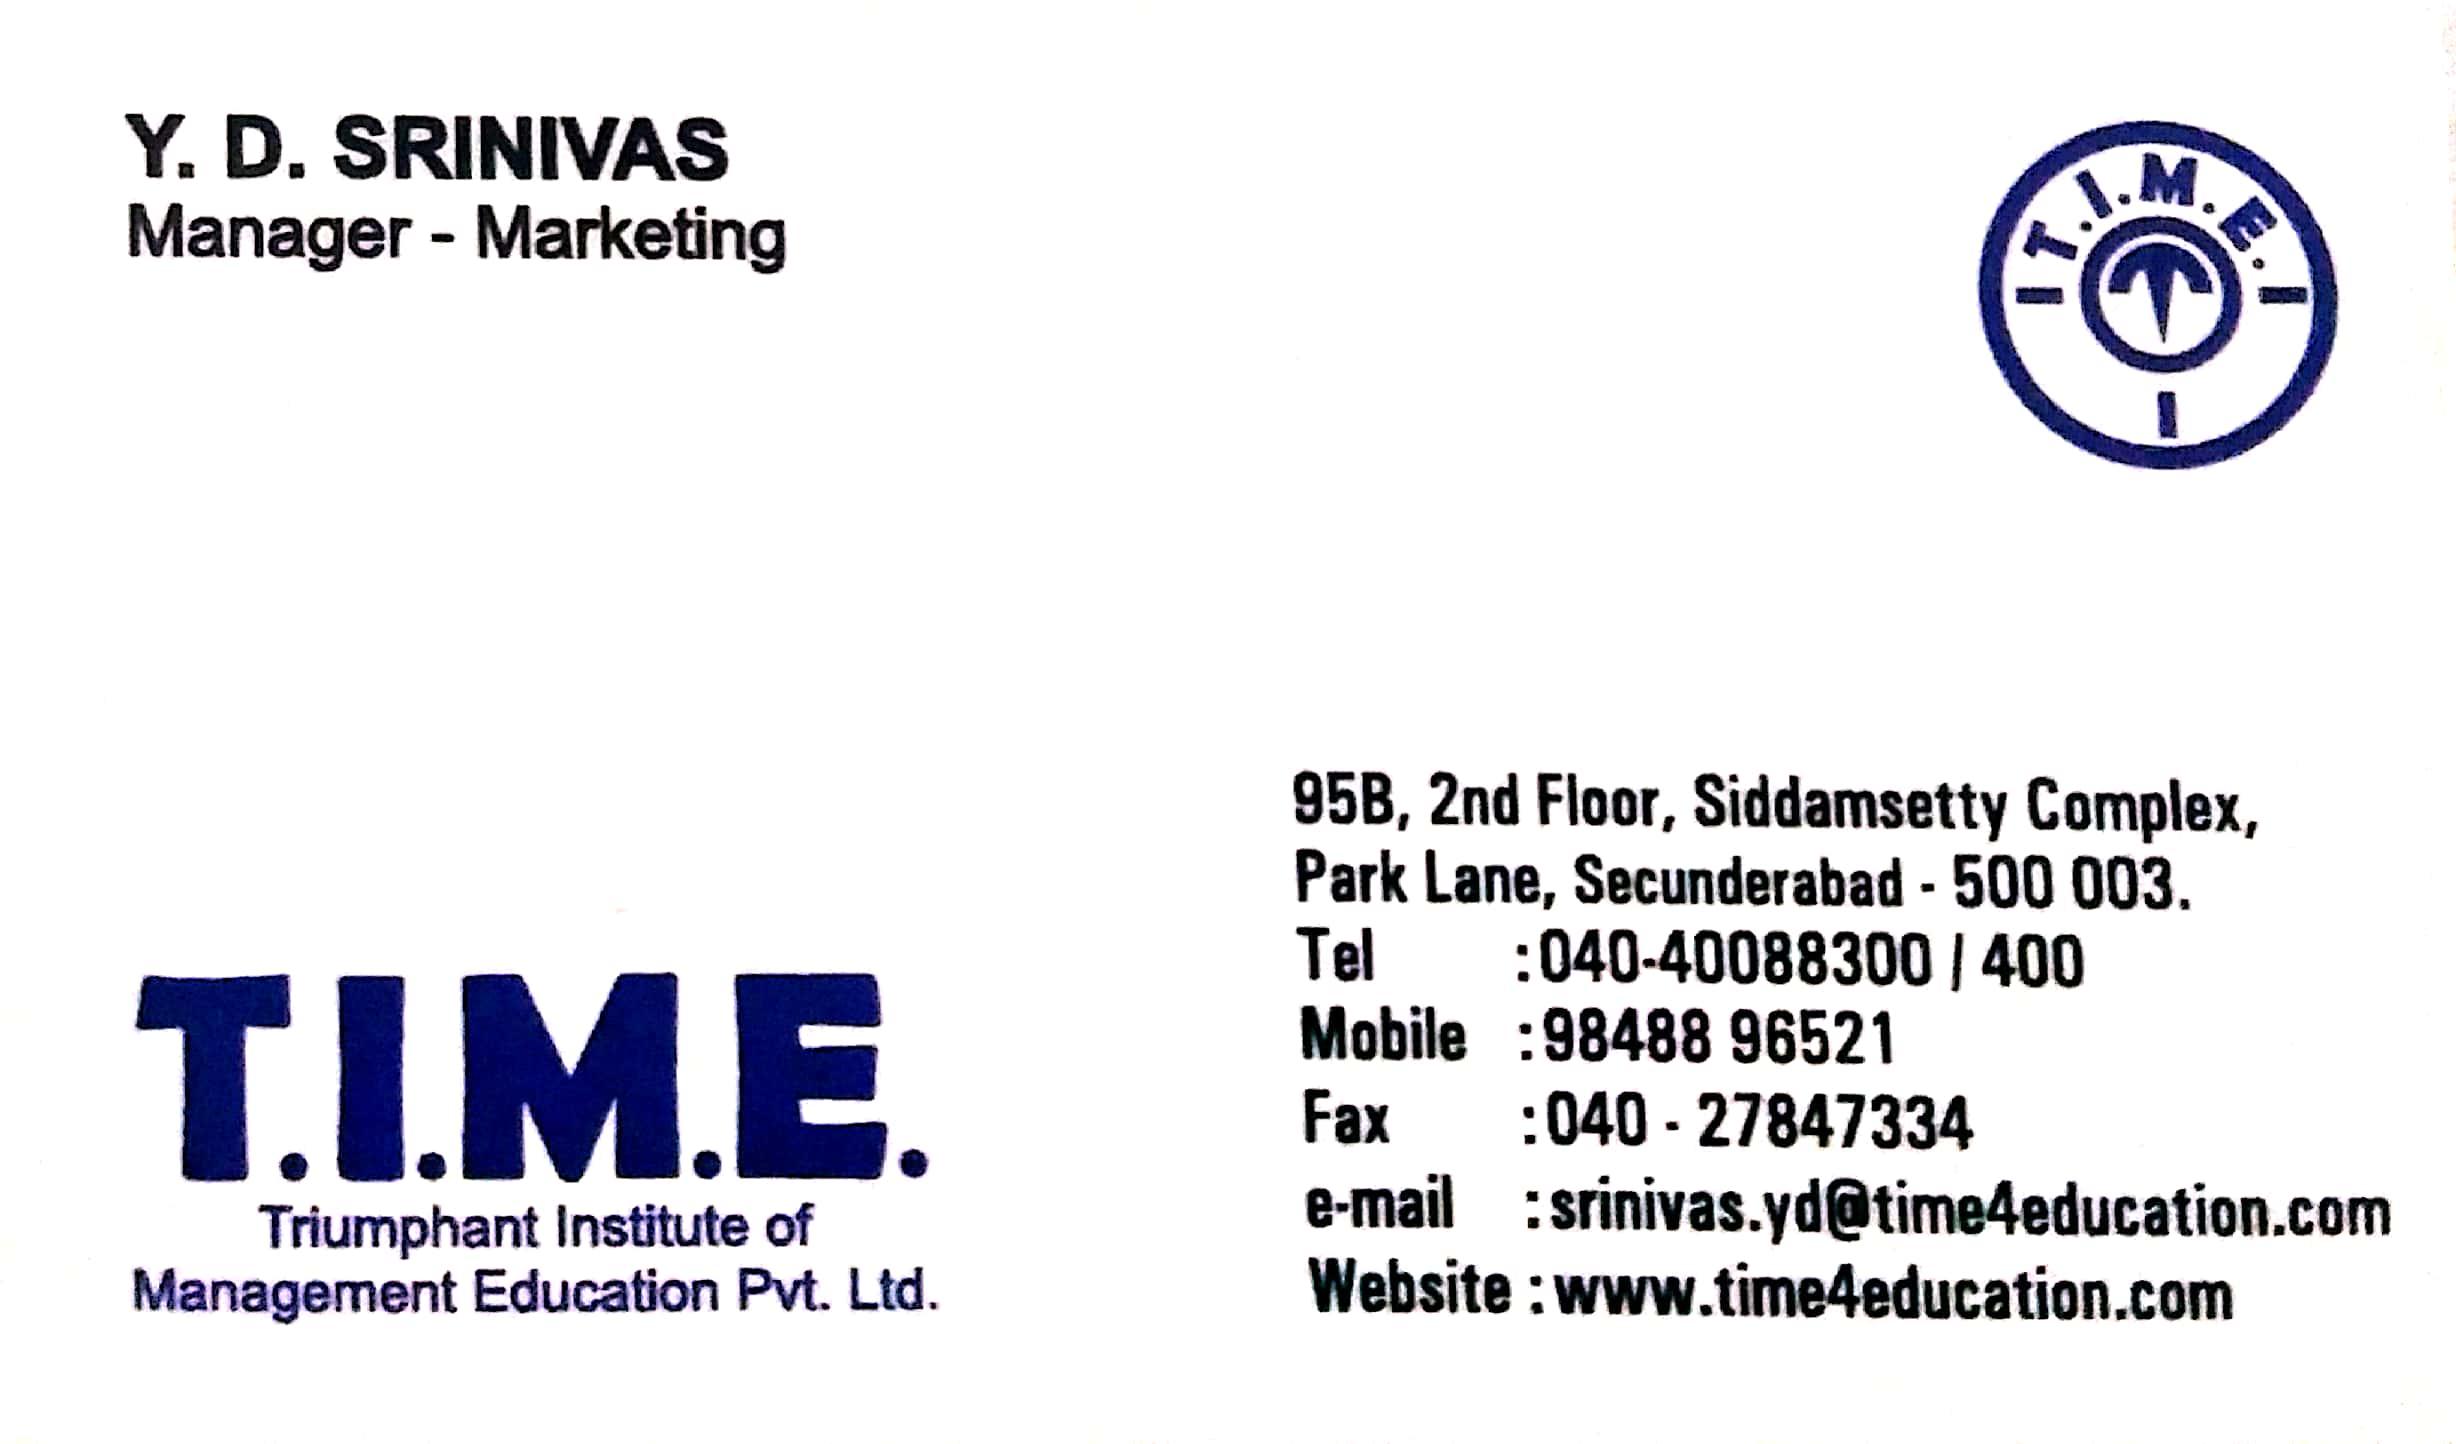 Y. D. SRINIVAS
Manager - Marketing
T.I.M.E.
T
T.I.M.E.
Triumphant Institute of
Management Education Pvt. Ltd.
95B, 2nd Floor, Siddamsetty Complex,
Park Lane, Secunderabad - 500 003.
Tel :040-40088300 / 400
Mobile :98488 96521
Fax :040 - 27847334
e-mail :srinivas.yd@time4education.com
Website :www.time4education.com